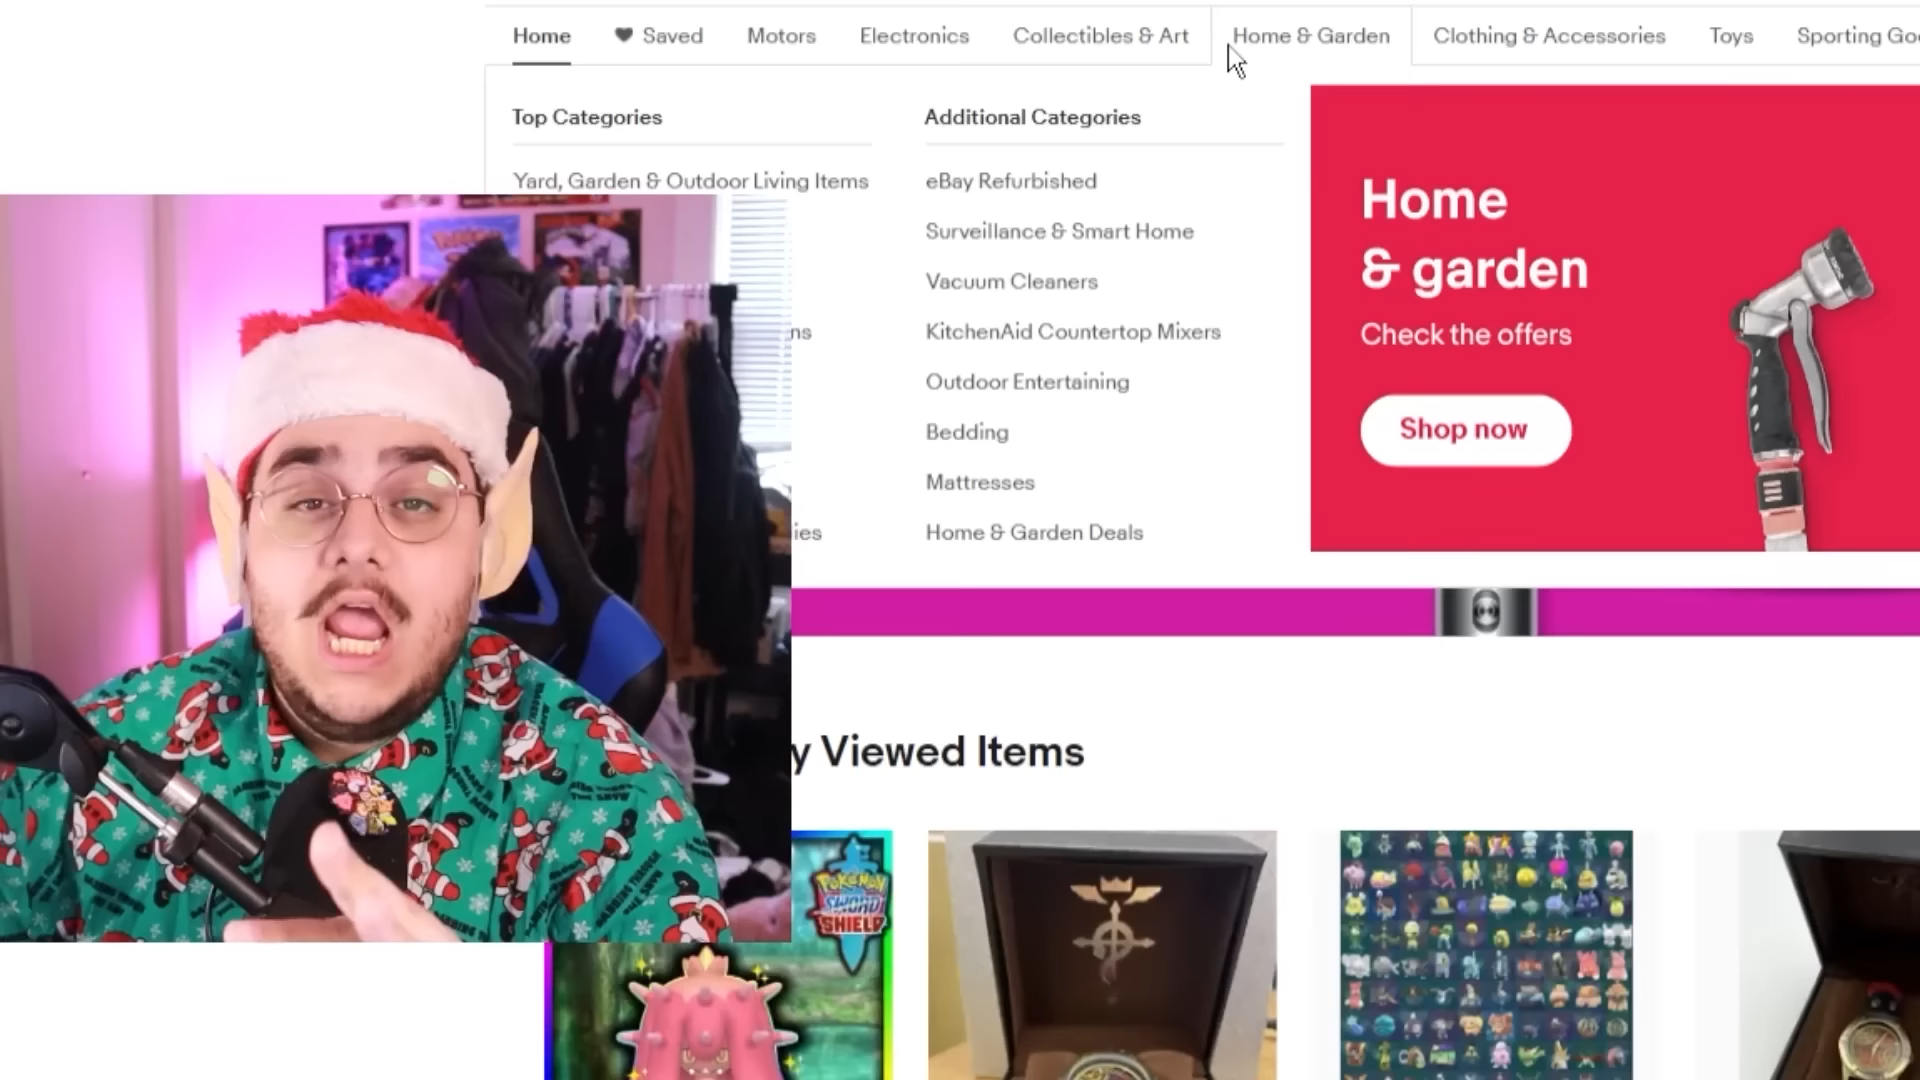 Home Saved Motors Electronics Collectibles & Art Home & Garden Clothing & Accessories Toys Sporting
Top Categories
Additional Categories
Yard, Garden & Outdoor Living Items
eBay Refurbished
Surveillance & Smart Home
Vacuum Cleaners
KitchenAid Countertop Mixers
Outdoor Entertaining
Bedding
Mattresses
Home & Garden Deals
Home
& garden
Check the offers
Shop now
Viewed Items
POKÉMON
SWORD
SHIELD